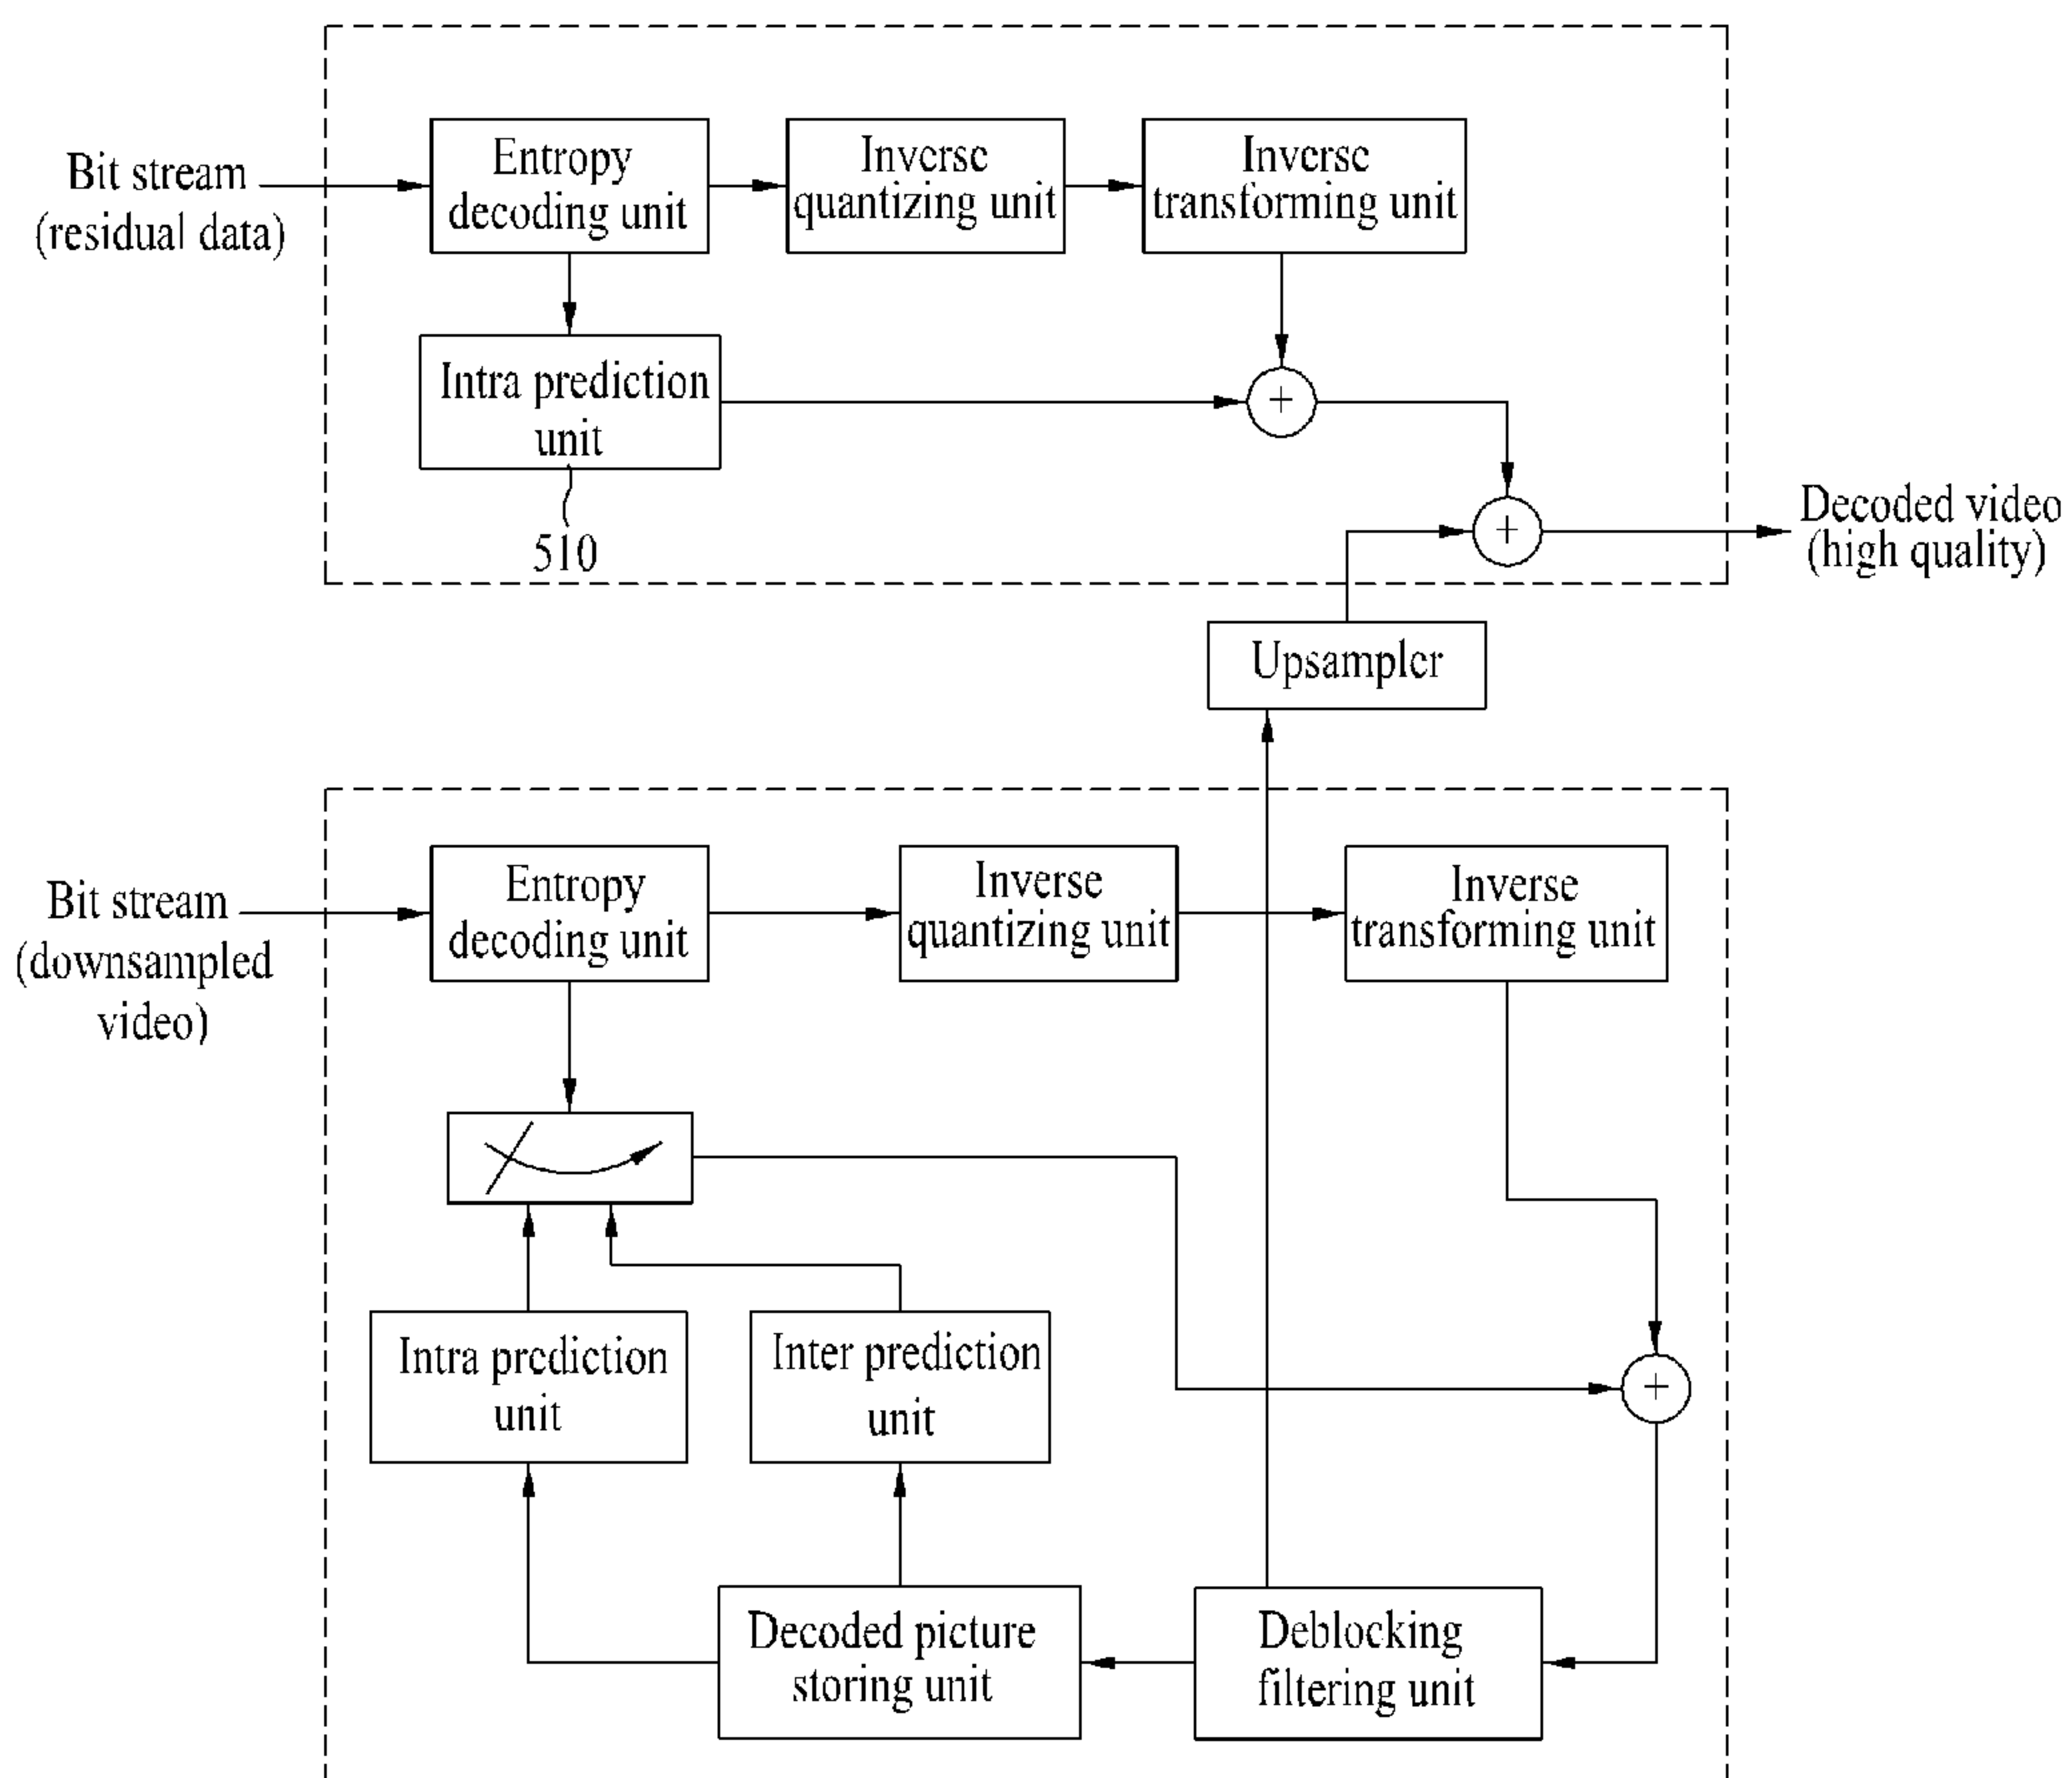 Bit stream
(residual data)
Entropy
decoding unit
Inverse
quantizing unit
Inverse
transforming unit
Intra prediction
unit
510
+
+
Decoded video
(high quality)
Upsampler
Bit stream
(downsampled
video)
Entropy
decoding unit
Inverse
quantizing unit
Inverse
transforming unit
Intra prediction
unit
Inter prediction
unit
+
Decoded picture
storing unit
Deblocking
filtering unit